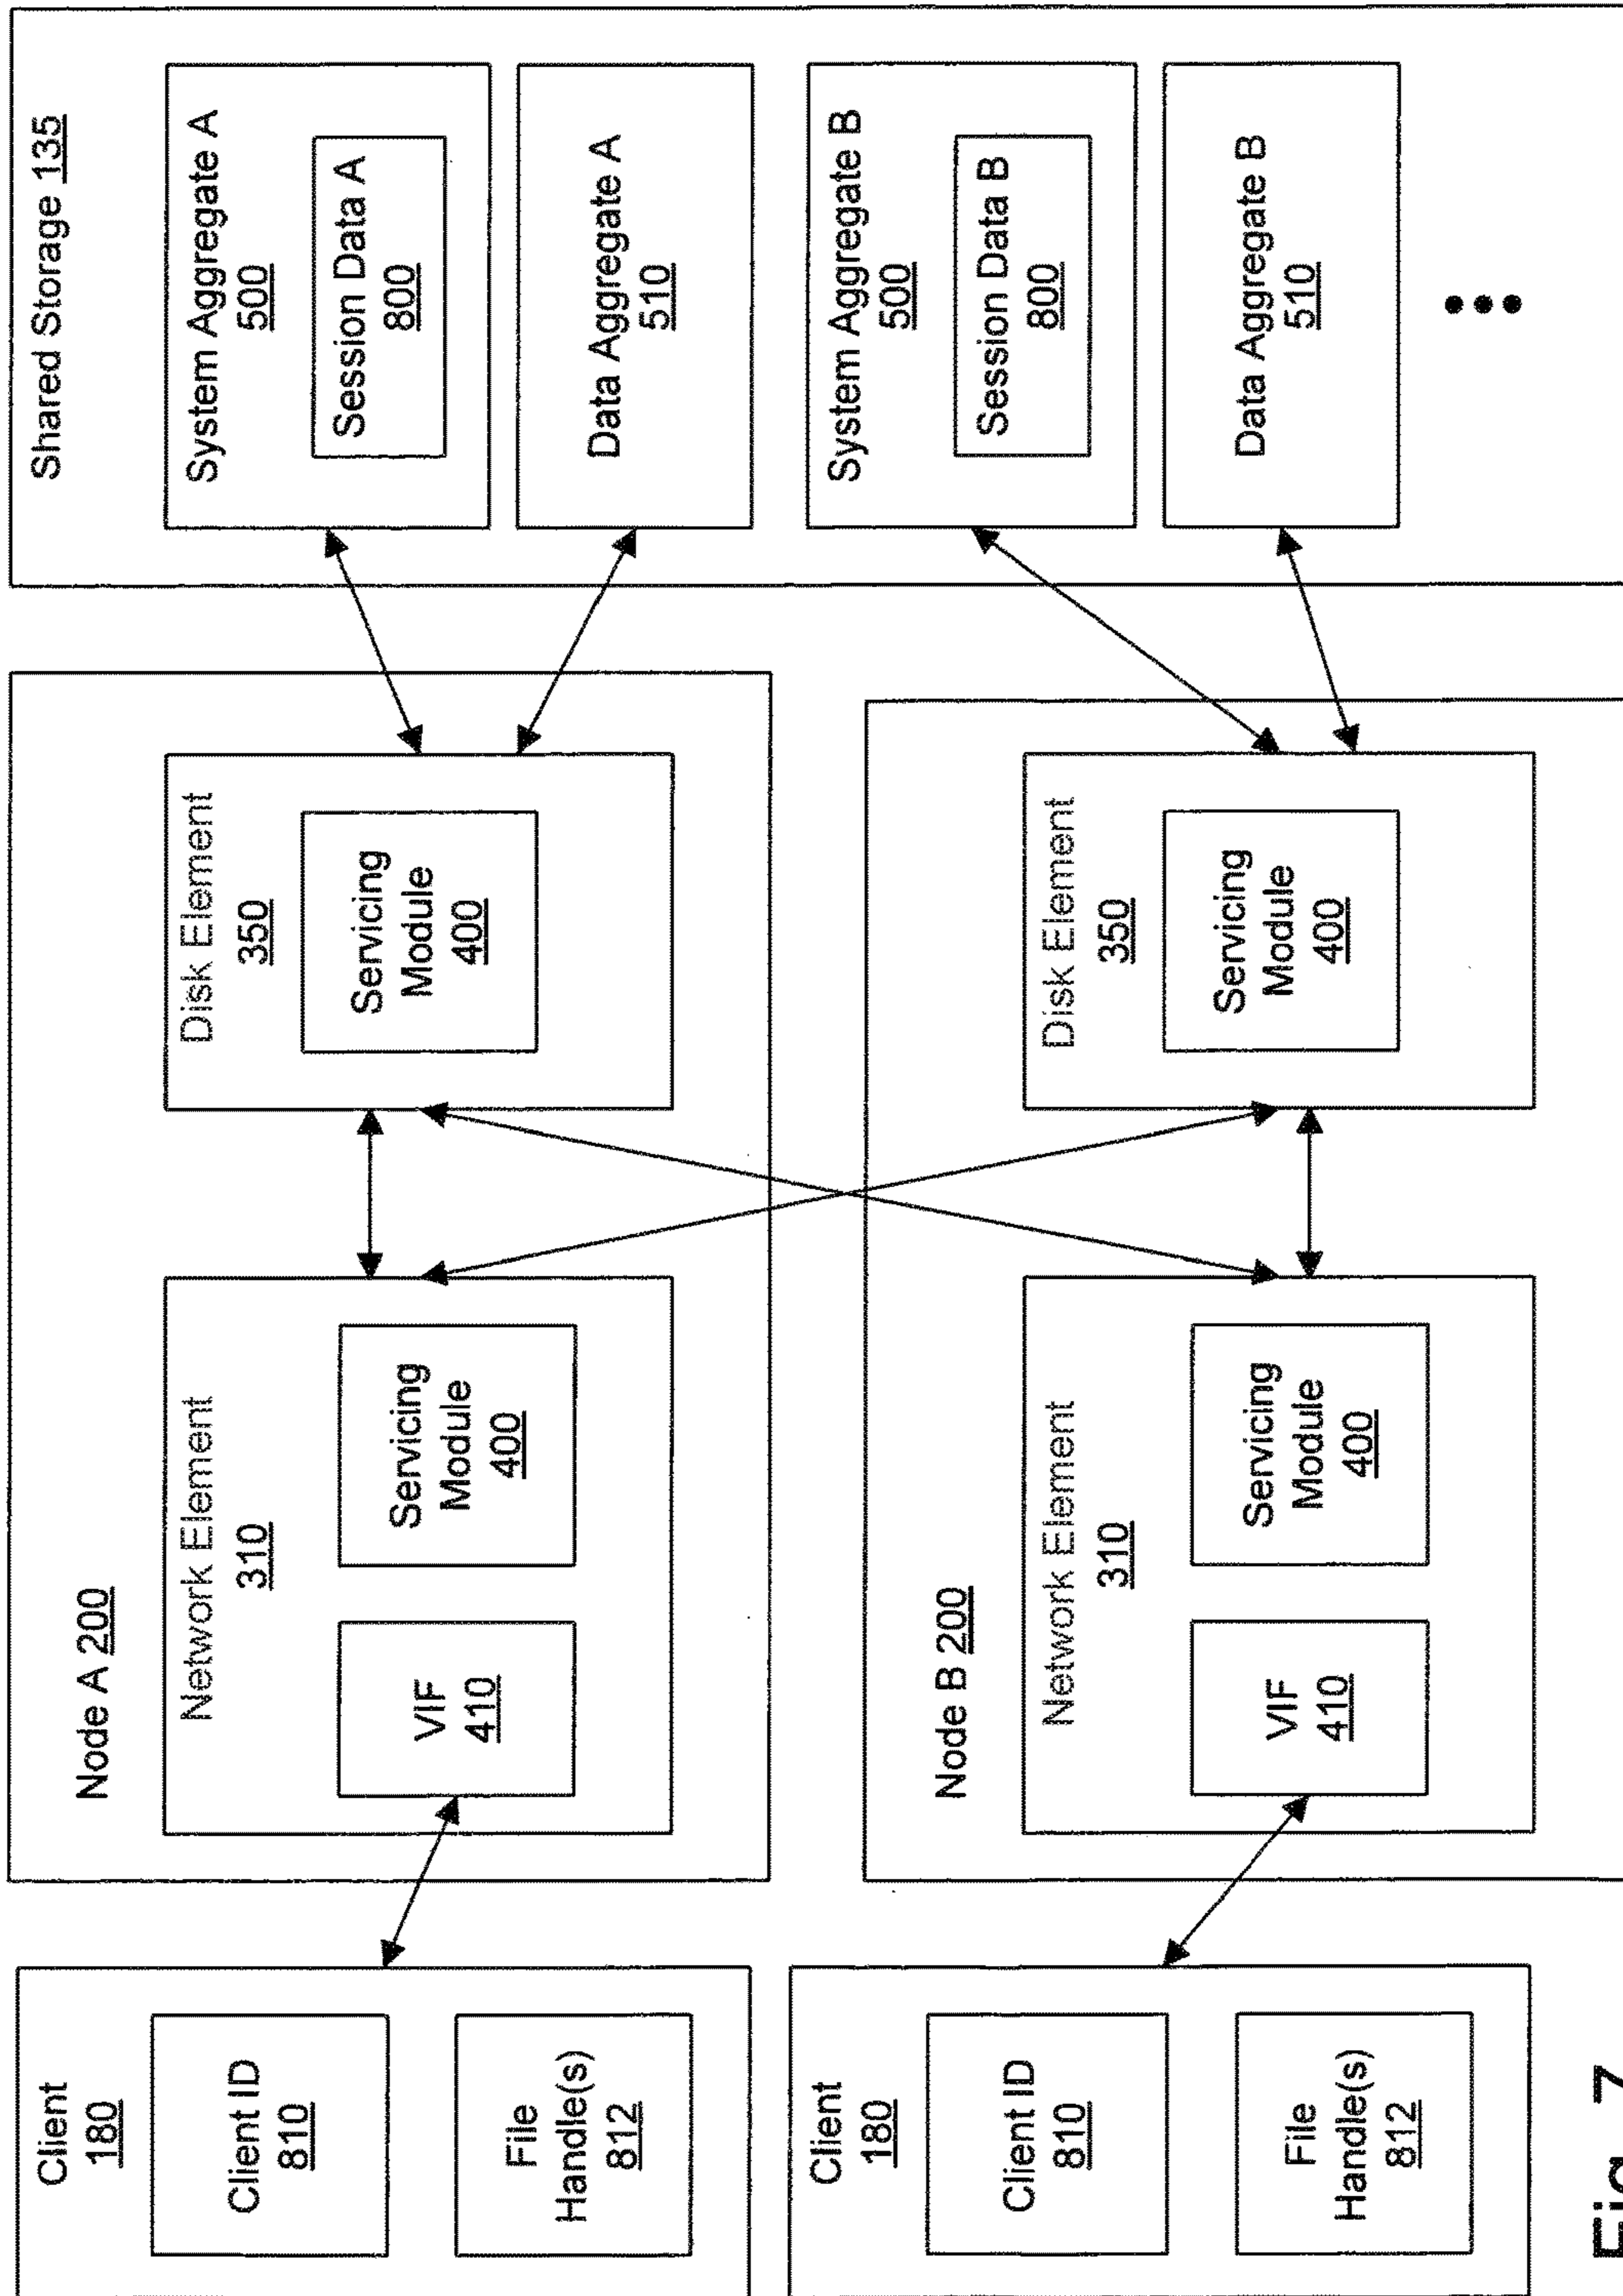 Client
180
Client ID
810
File
Handle(s)
812
Node A 200
Network Element
310
VIF
410
Servicing
Module
400
Disk Element
350
Servicing
Module
400
Shared Storage 135
System Aggregate A
500
Session Data A
800
Data Aggregate A
510
Client
180
Client ID
810
File
Handle(s)
812
Node B 200
Network Element
310
VIF
410
Servicing
Module
400
Disk Element
350
Servicing
Module
400
System Aggregate B
500
Session Data B
800
Data Aggregate B
510
Fig. 7